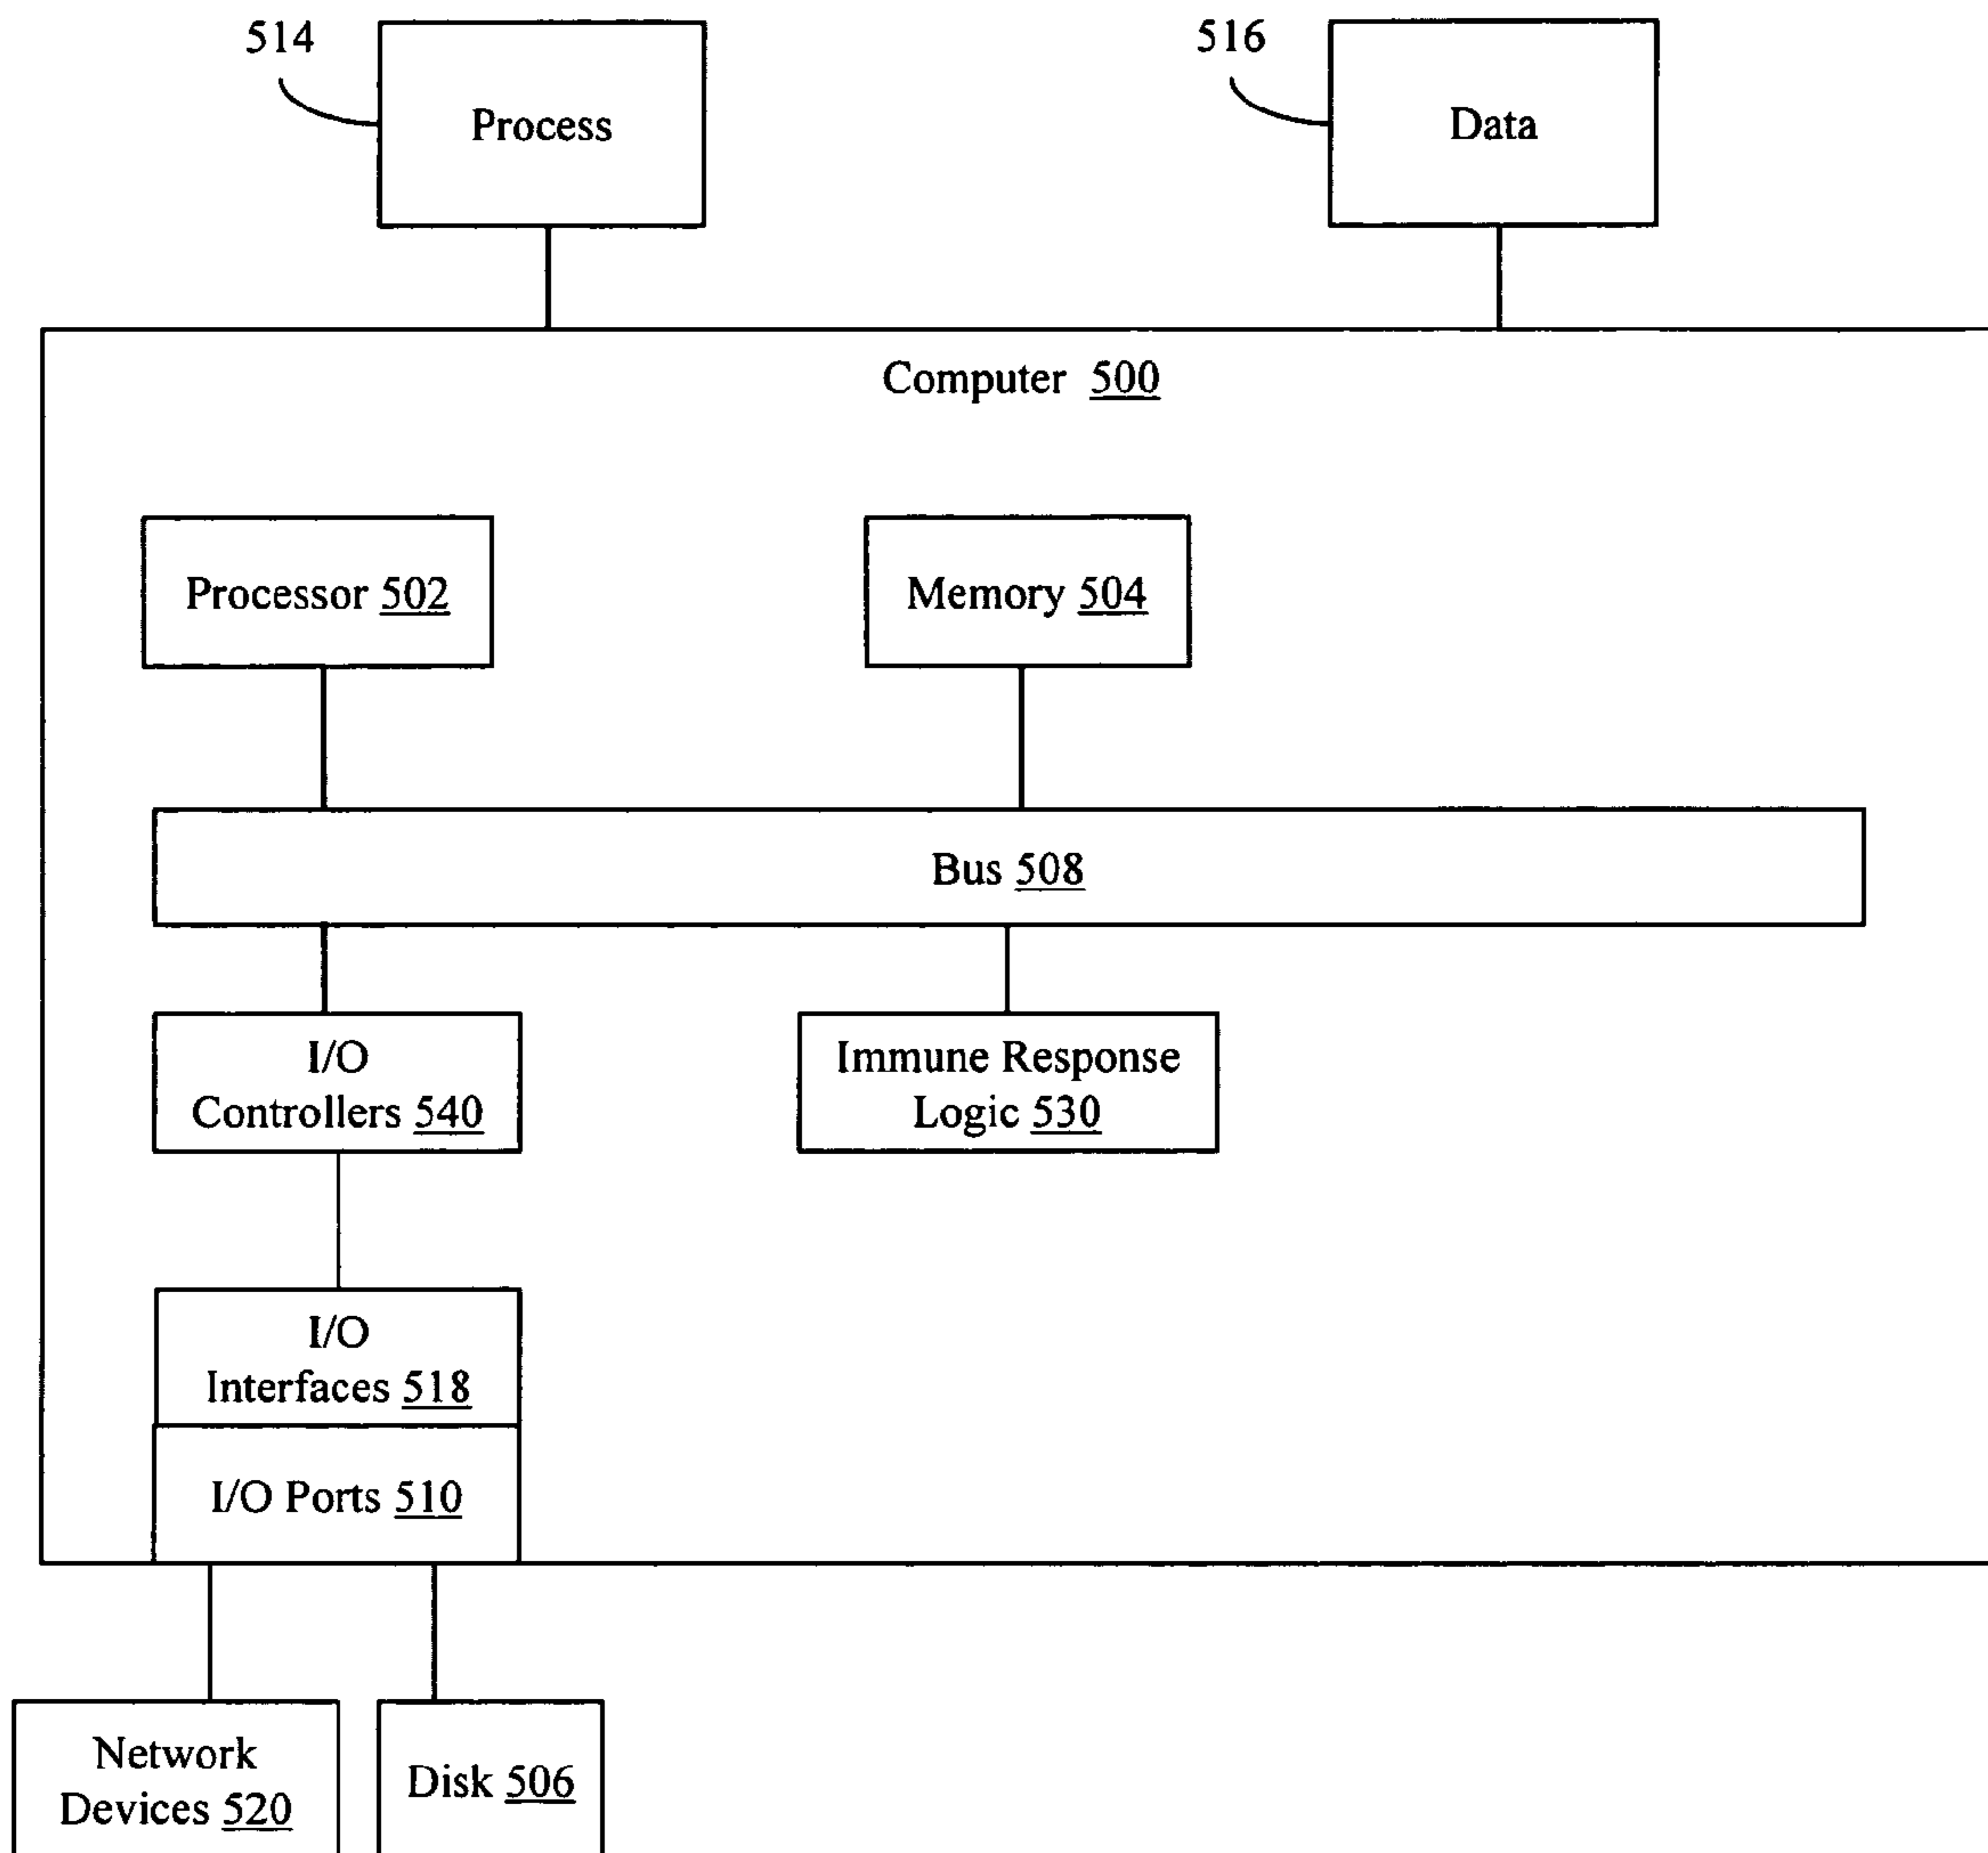 514
Process
516
Data
Computer 500
Processor 502
Memory 504
Bus 508
I/O
Controllers 540
Immune Response
Logic 530
I/O
Interfaces 518
I/O Ports 510
Network
Devices 520
Disk 506